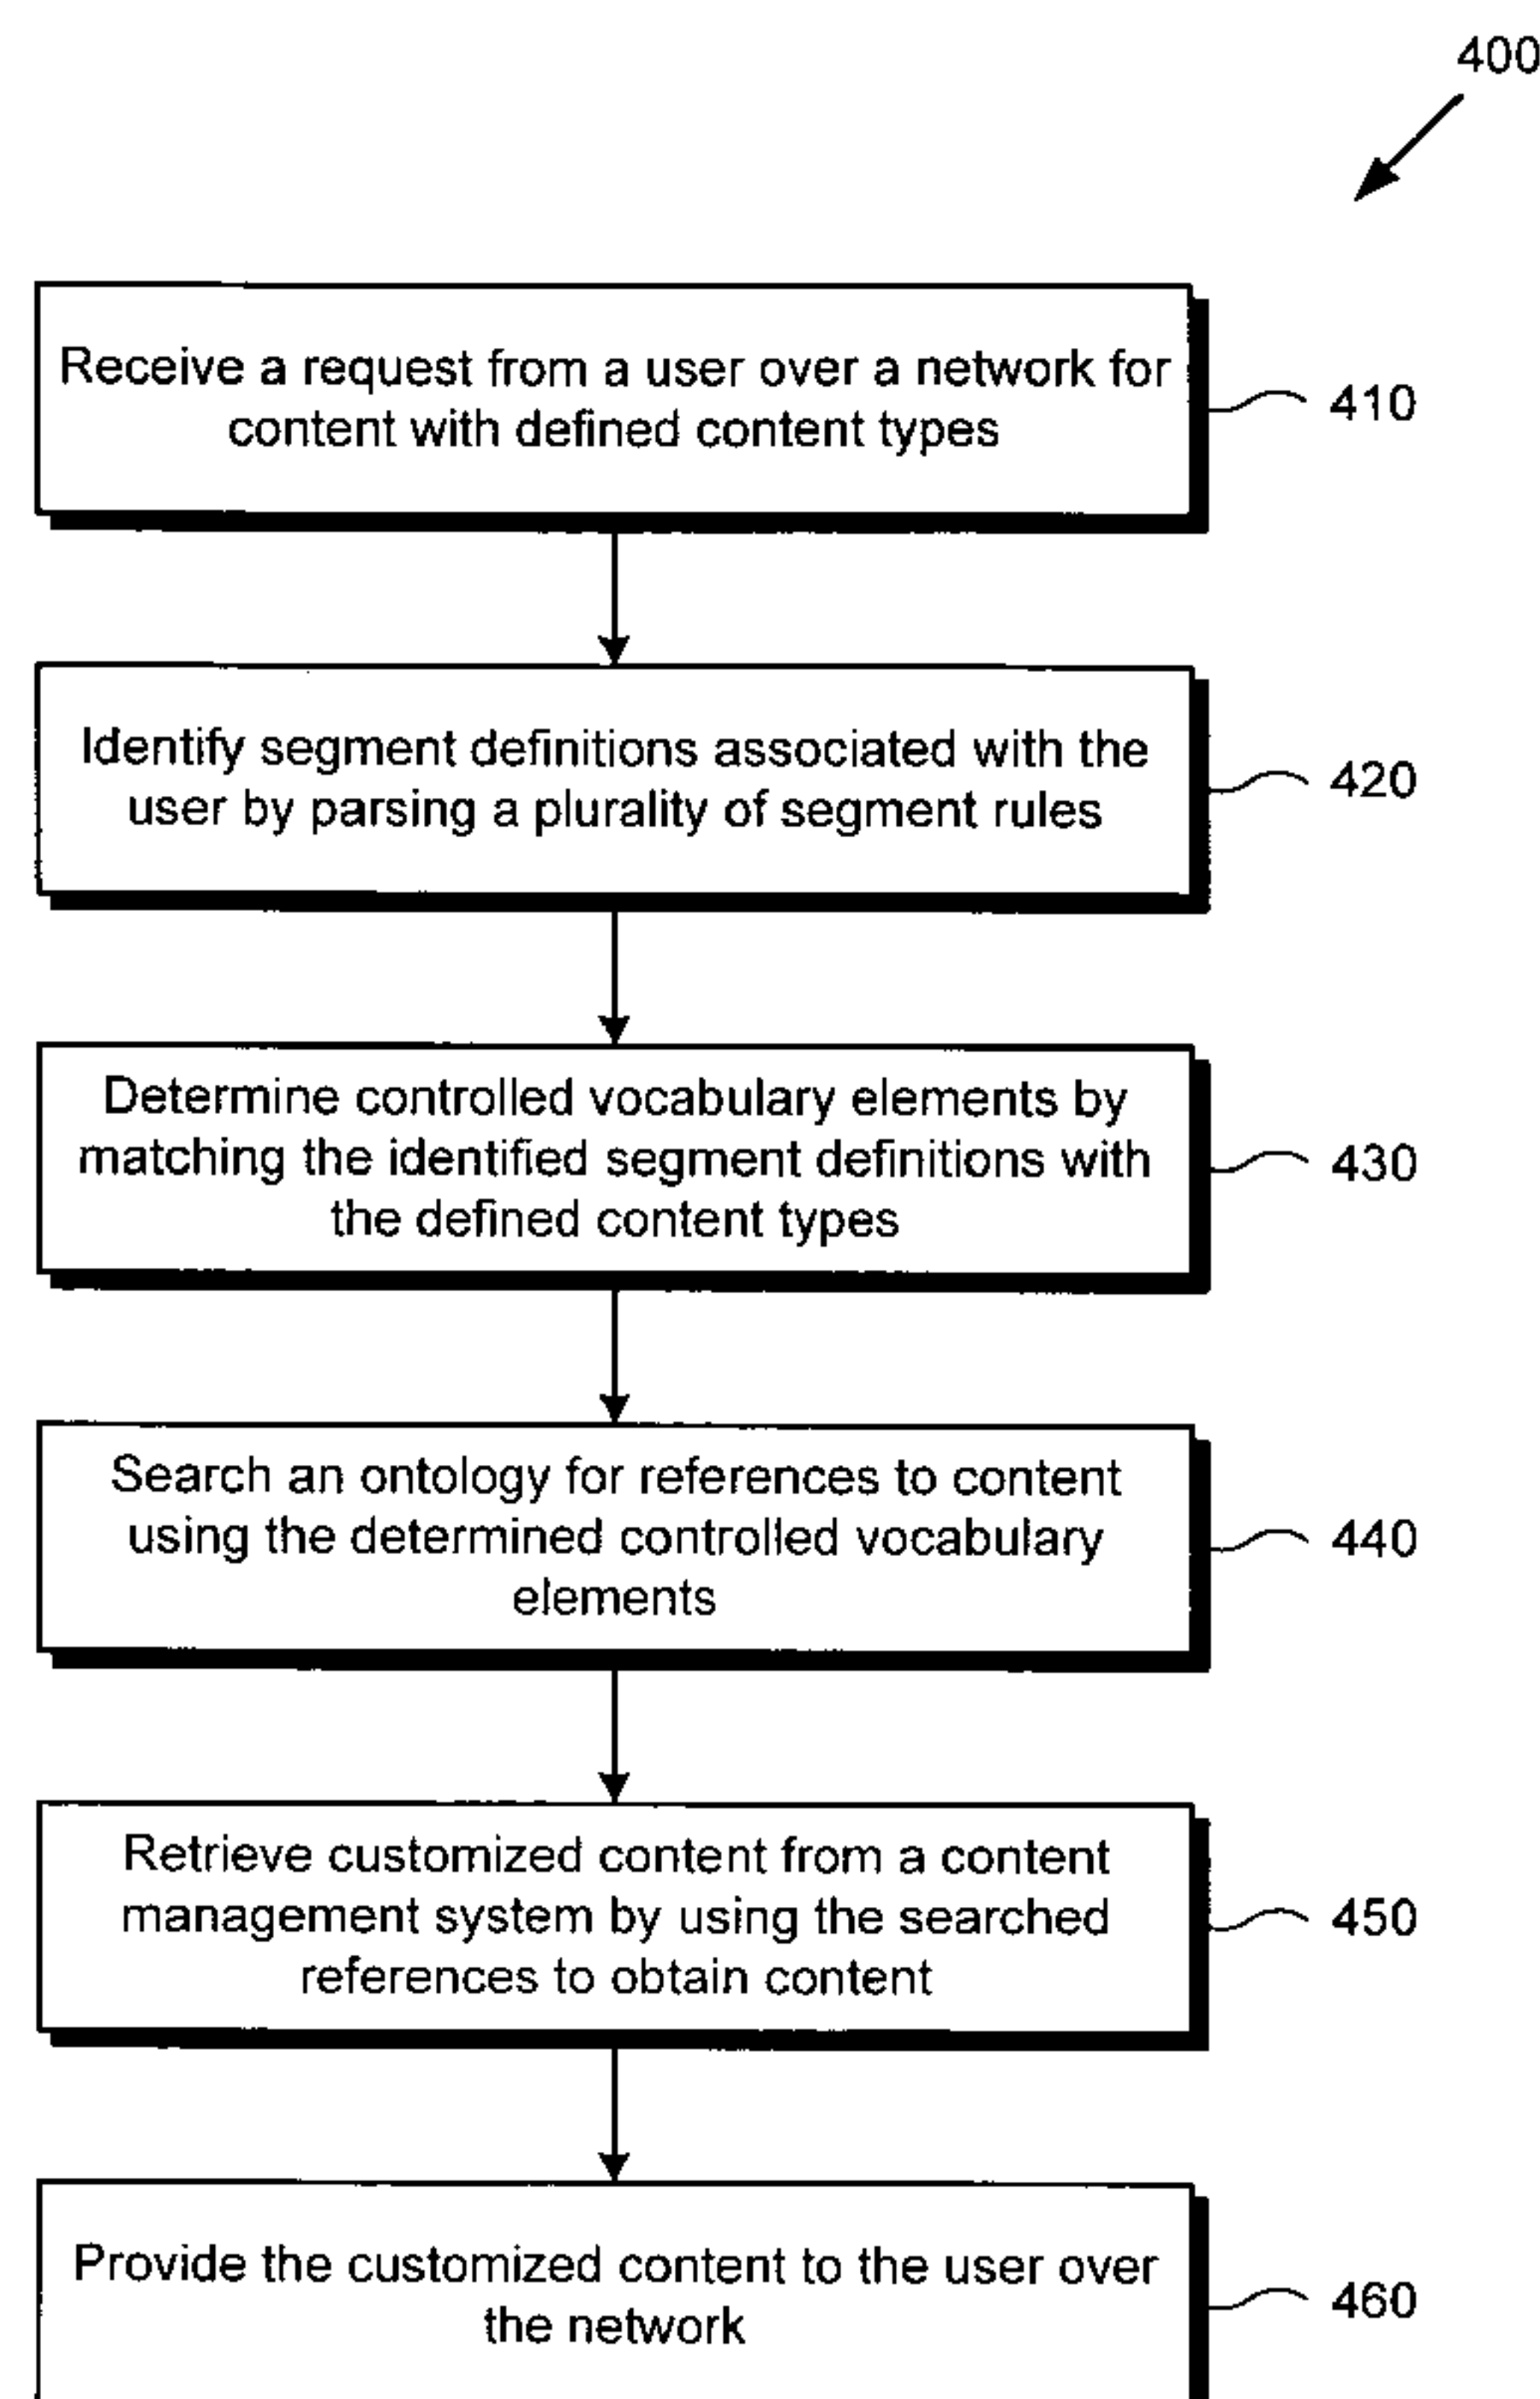 400
Receive a request from a user over a network for
content with defined content types
410
Identify segment definitions associated with the
user by parsing a plurality of segment rules
420
Determine controlled vocabulary elements by
matching the identified segment definitions with
the defined content types
430
Search an ontology for references to content
using the determined controlled vocabulary
elements
440
Retrieve customized content from a content
management system by using the searched
references to obtain content
450
Provide the customized content to the user over
the network
460